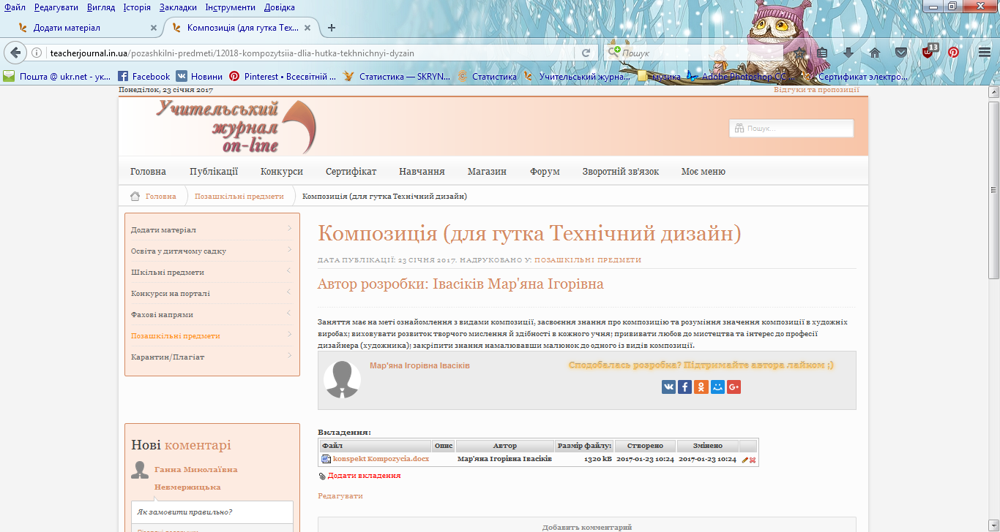 Файл Редагувати Вигляд Історія Закладки Інструменти Довідка
Додати матеріал
Композиція (для гутка Тех...
teacherjournal.in.ua/pozashkilni-predmeti/12018-kompozytsiia-dlia-hutka-tekhnichnyi-dyzain
Пошук
13
Пошта @ ukr.net - ук... Facebook Новини Pinterest • Всесвітній ... Статистика — SKRYN... Статистика Учительський журна... музика Adobe Photoshop CC ... Сертификат электро...
Понеділок, 23 січня 2017
Відгуки та пропозиції
Учительський
журнал
on-line
Пошук...
Головна Публікації Конкурси Сертифікат Навчання Магазин Форум Зворотній зв'язок Моє меню
Головна Позашкільні предмети Композиція (для гутка Технічний дизайн)
Додати матеріал
Освіта у дитячому садку
Шкільні предмети
Конкурси на порталі
Фахові напрями
Позашкільні предмети
Карантин/Плагіат
Нові коментарі
Ганна Миколаївна
Невмержицька
Як замовити правильно?
Композиція (для гутка Технічний дизайн)
ДАТА ПУБЛІКАЦІЇ: 23 СІЧНЯ 2017. НАДРУКОВАНО У: ПОЗАШКІЛЬНІ ПРЕДМЕТИ
Автор розробки: Івасіків Мар'яна Ігорівна
Заняття має на меті ознайомлення з видами композиції, засвоєння знання про композицію та розуміння значення композиції в художніх
виробах; виховувати розвиток творчого мислення й здібності в кожного учня; прививати любов до мистецтва та інтерес до професії
дизайнера (художника); закріпити знання намалювавши малюнок до одного із видів композиції.
Мар'яна Ігорівна Івасіків
Сподобалась розробка? Підтримайте автора лайком ;)
Вкладення:
Файл Опис Автор Размір файлу: Створено Змінено
konspekt Kompozycia.docx Мар'яна Ігорівна Івасіків 1320 kB 2017-01-23 10:24 2017-01-23 10:24
Додати вкладення
Редагувати
Добавить комментарий